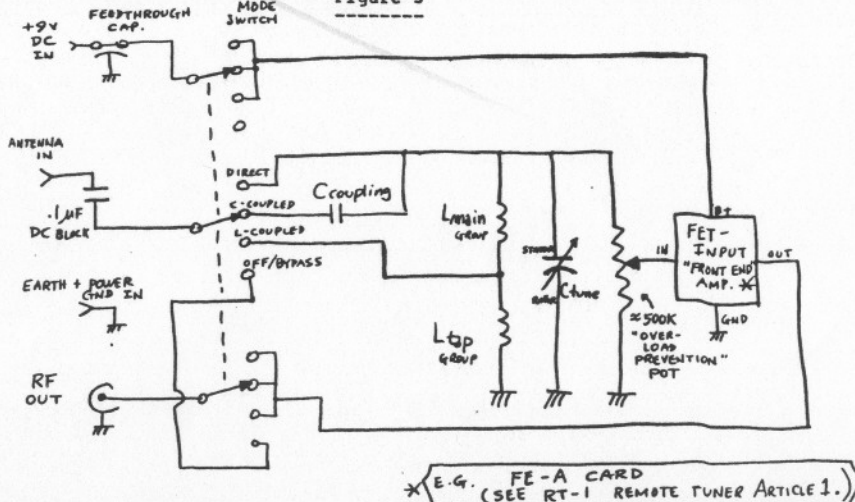 Figure 3
MODE
SWITCH
FEEDTHROUGH
CAP.
+9V
DC
IN
ANTENNA
IN
.1µF
DC BLOCK
DIRECT
C-COUPLED
L-COUPLED
OFF/BYPASS
Ccoupling
Lmain
GROUP
Ltap
GROUP
STATOR
ROTOR
Ctune
≈500K
"OVER-
LOAD
PREVENTION"
POT
B+
FET-
INPUT
"FRONT END"
AMP. *
IN
OUT
GND
EARTH + POWER
GND IN
RF
OUT
* E.G. FE-A CARD
(SEE RT-1 REMOTE TUNER ARTICLE 1.)